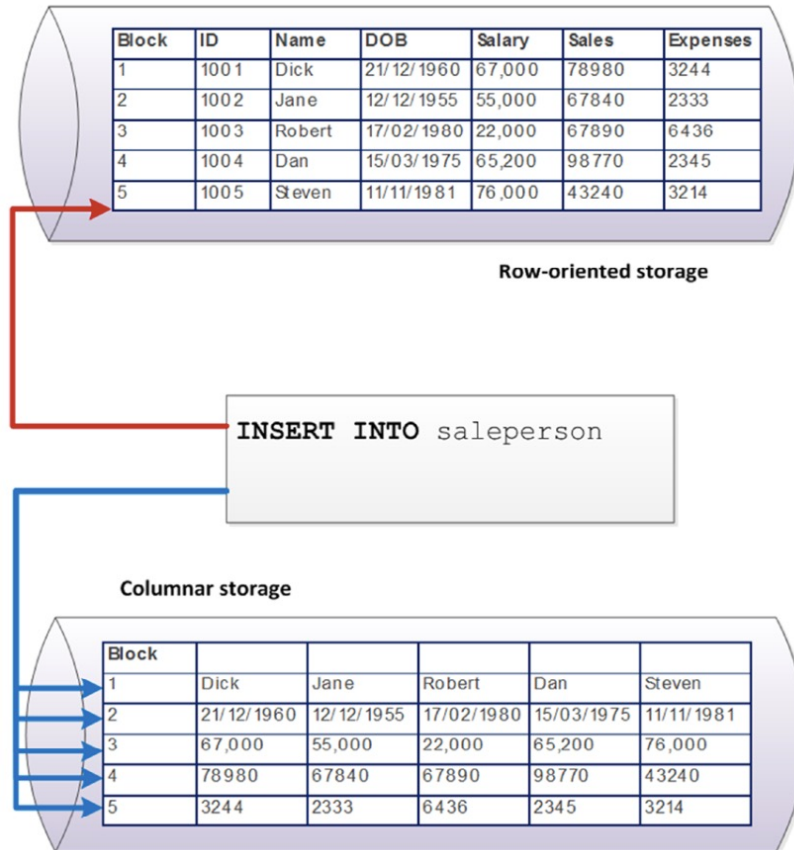 Block ID Name DOB Salary Sales Expenses
1 1001 Dick 21/12/1960 67,000 78980 3244
2 1002 Jane 12/12/1955 55,000 67840 2333
3 1003 Robert 17/02/1980 22,000 67890 6436
4 1004 Dan 15/03/1975 65,200 98770 2345
5 1005 Steven 11/11/1981 76,000 43240 3214
Row-oriented storage
INSERT INTO saleperson
Columnar storage
Block
1 Dick Jane Robert Dan Steven
2 21/12/1960 12/12/1955 17/02/1980 15/03/1975 11/11/1981
3 67,000 55,000 22,000 65,200 76,000
4 78980 67840 67890 98770 43240
5 3244 2333 6436 2345 3214